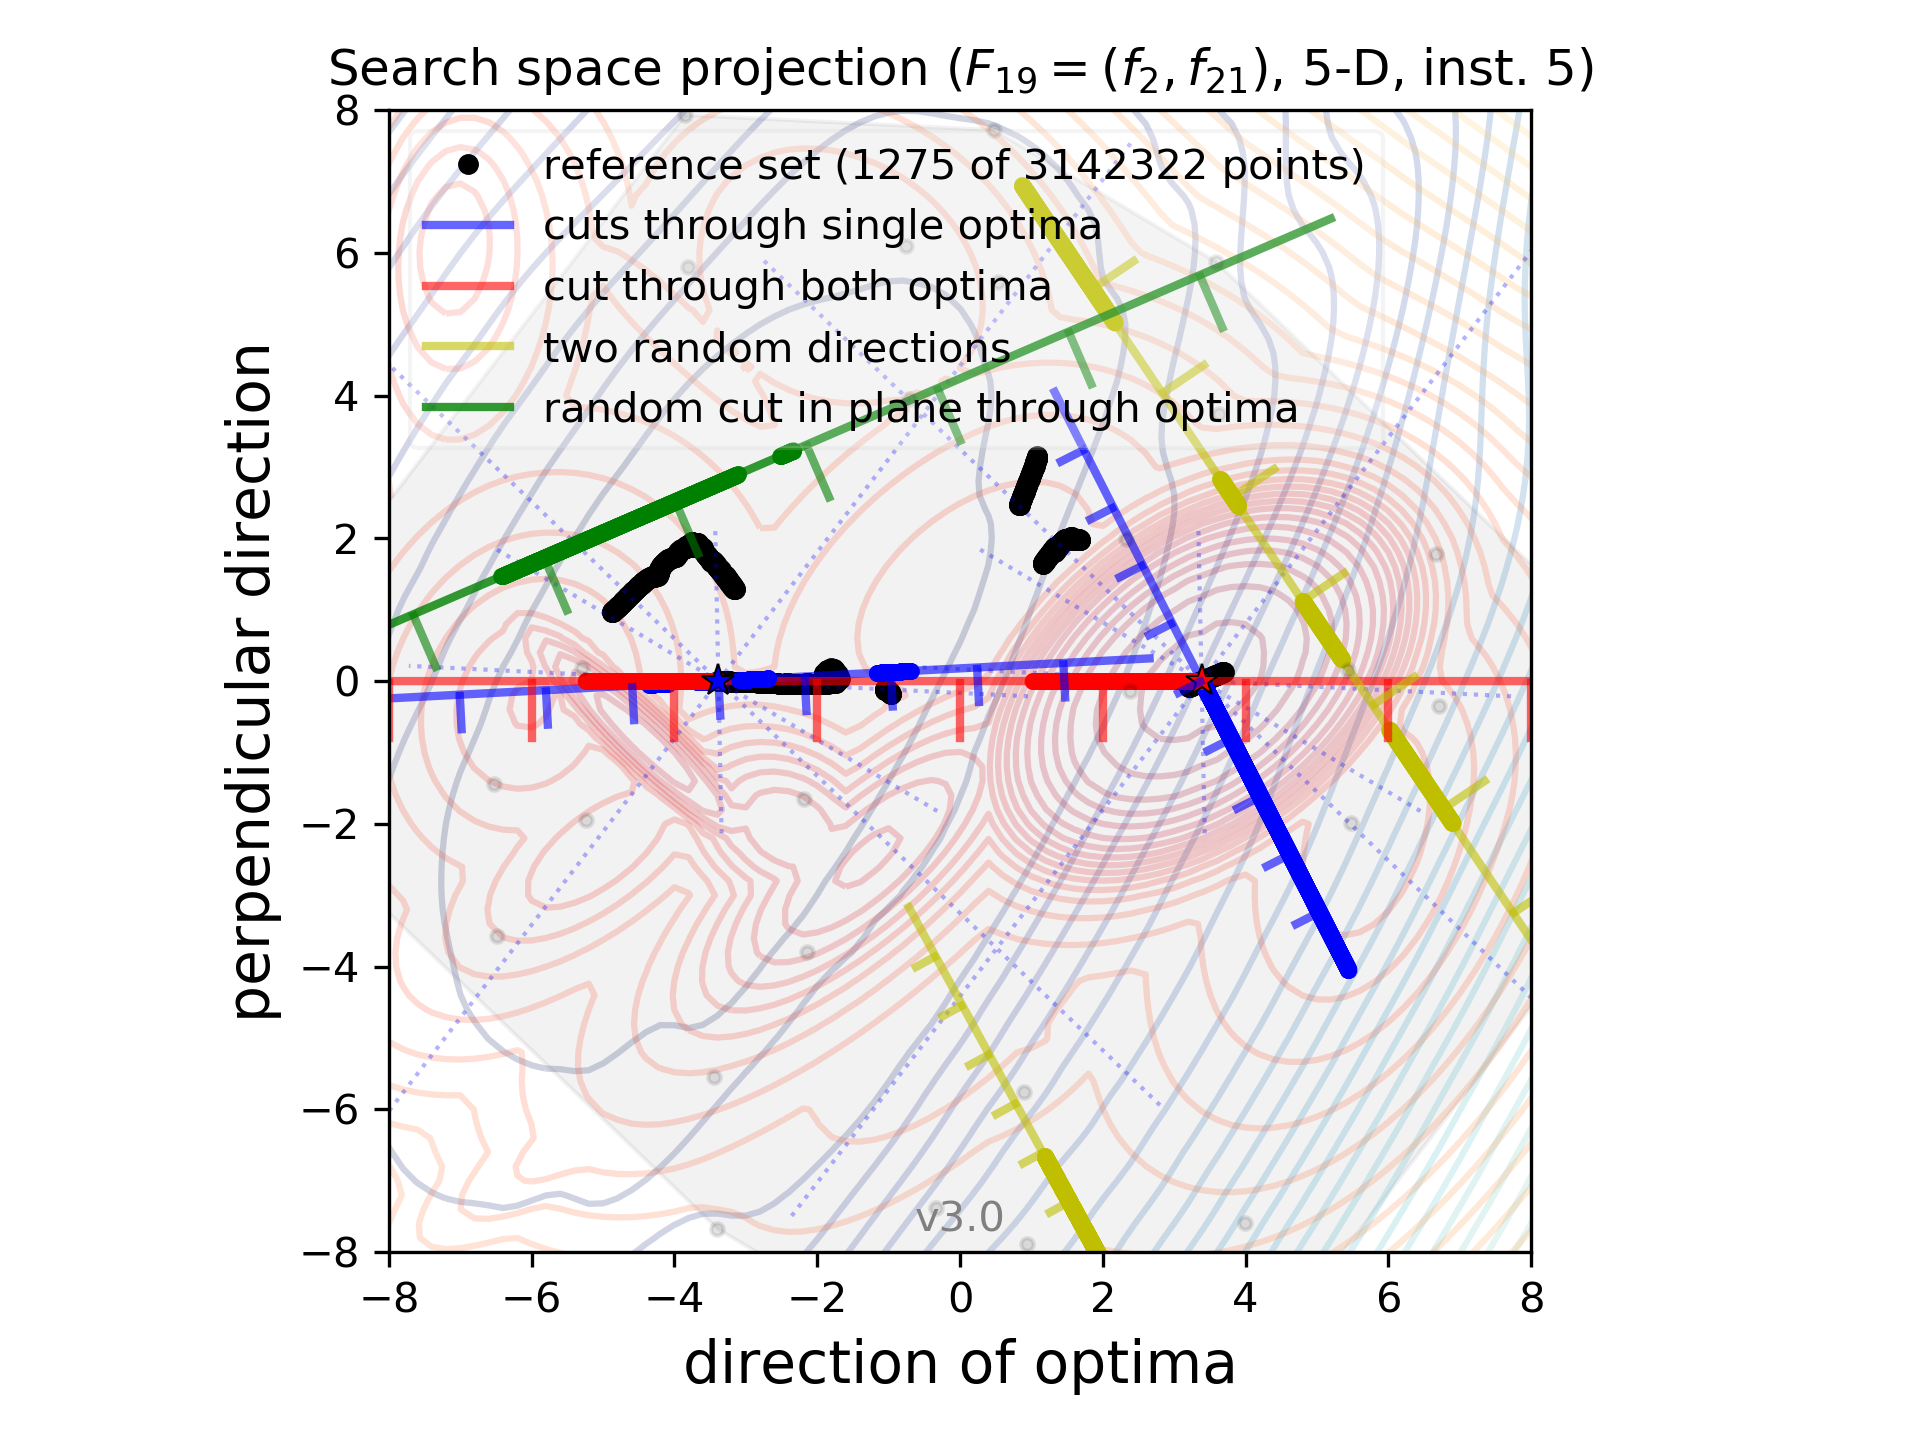 Search space projection (F₁₉ = (f₂, f₂₁), 5-D, inst. 5)
reference set (1275 of 3142322 points)
cuts through single optima
cut through both optima
two random directions
random cut in plane through optima
perpendicular direction
8
6
4
2
0
−2
−4
−6
−8
v3.0
−8 −6 −4 −2 0 2 4 6 8
direction of optima